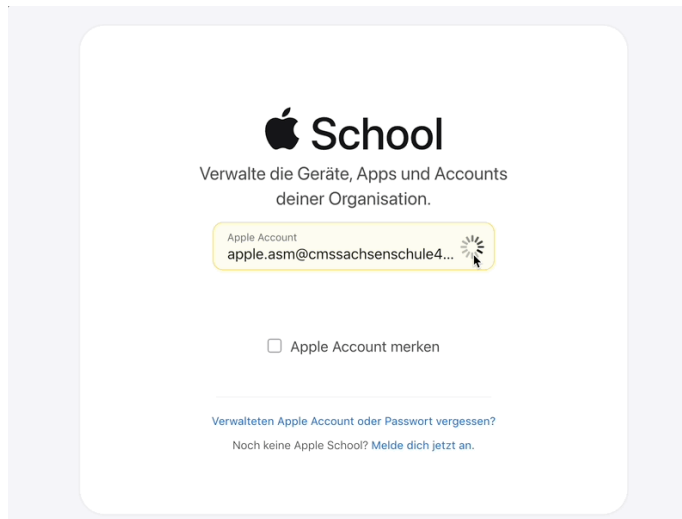 School
Verwalte die Geräte, Apps und Accounts
deiner Organisation.
Apple Account
apple.asm@cmssachsenschule4...
Apple Account merken
Verwalteten Apple Account oder Passwort vergessen?
Noch keine Apple School? Melde dich jetzt an.